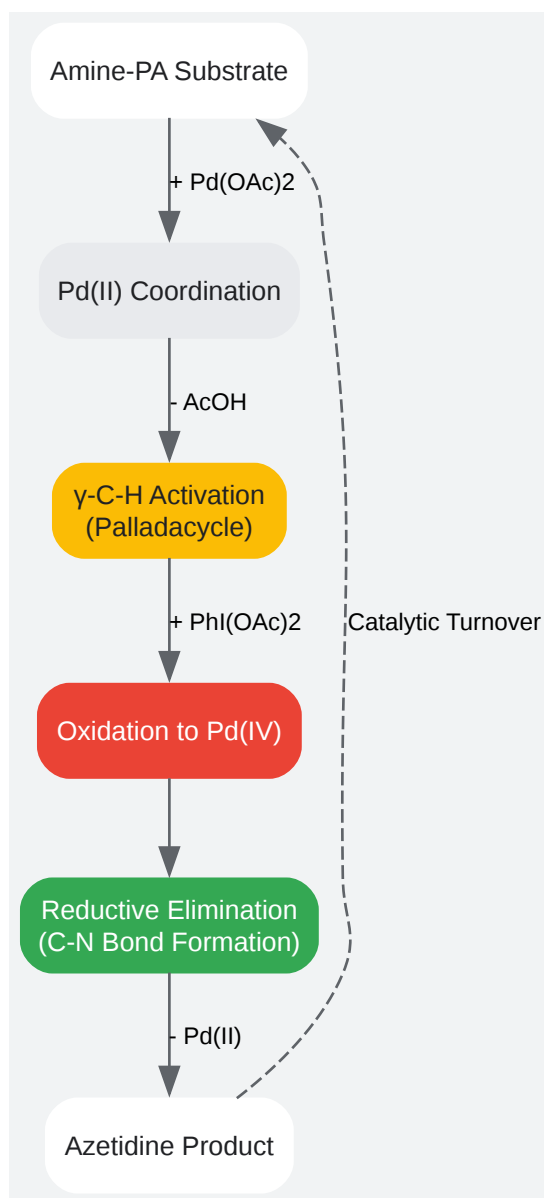 Amine-PA Substrate
+ Pd(OAc)2
Pd(II) Coordination
- AcOH
γ-C-H Activation
(Palladacycle)
+ PhI(OAc)2
Catalytic Turnover
Oxidation to Pd(IV)
Reductive Elimination
(C-N Bond Formation)
- Pd(II)
Azetidine Product